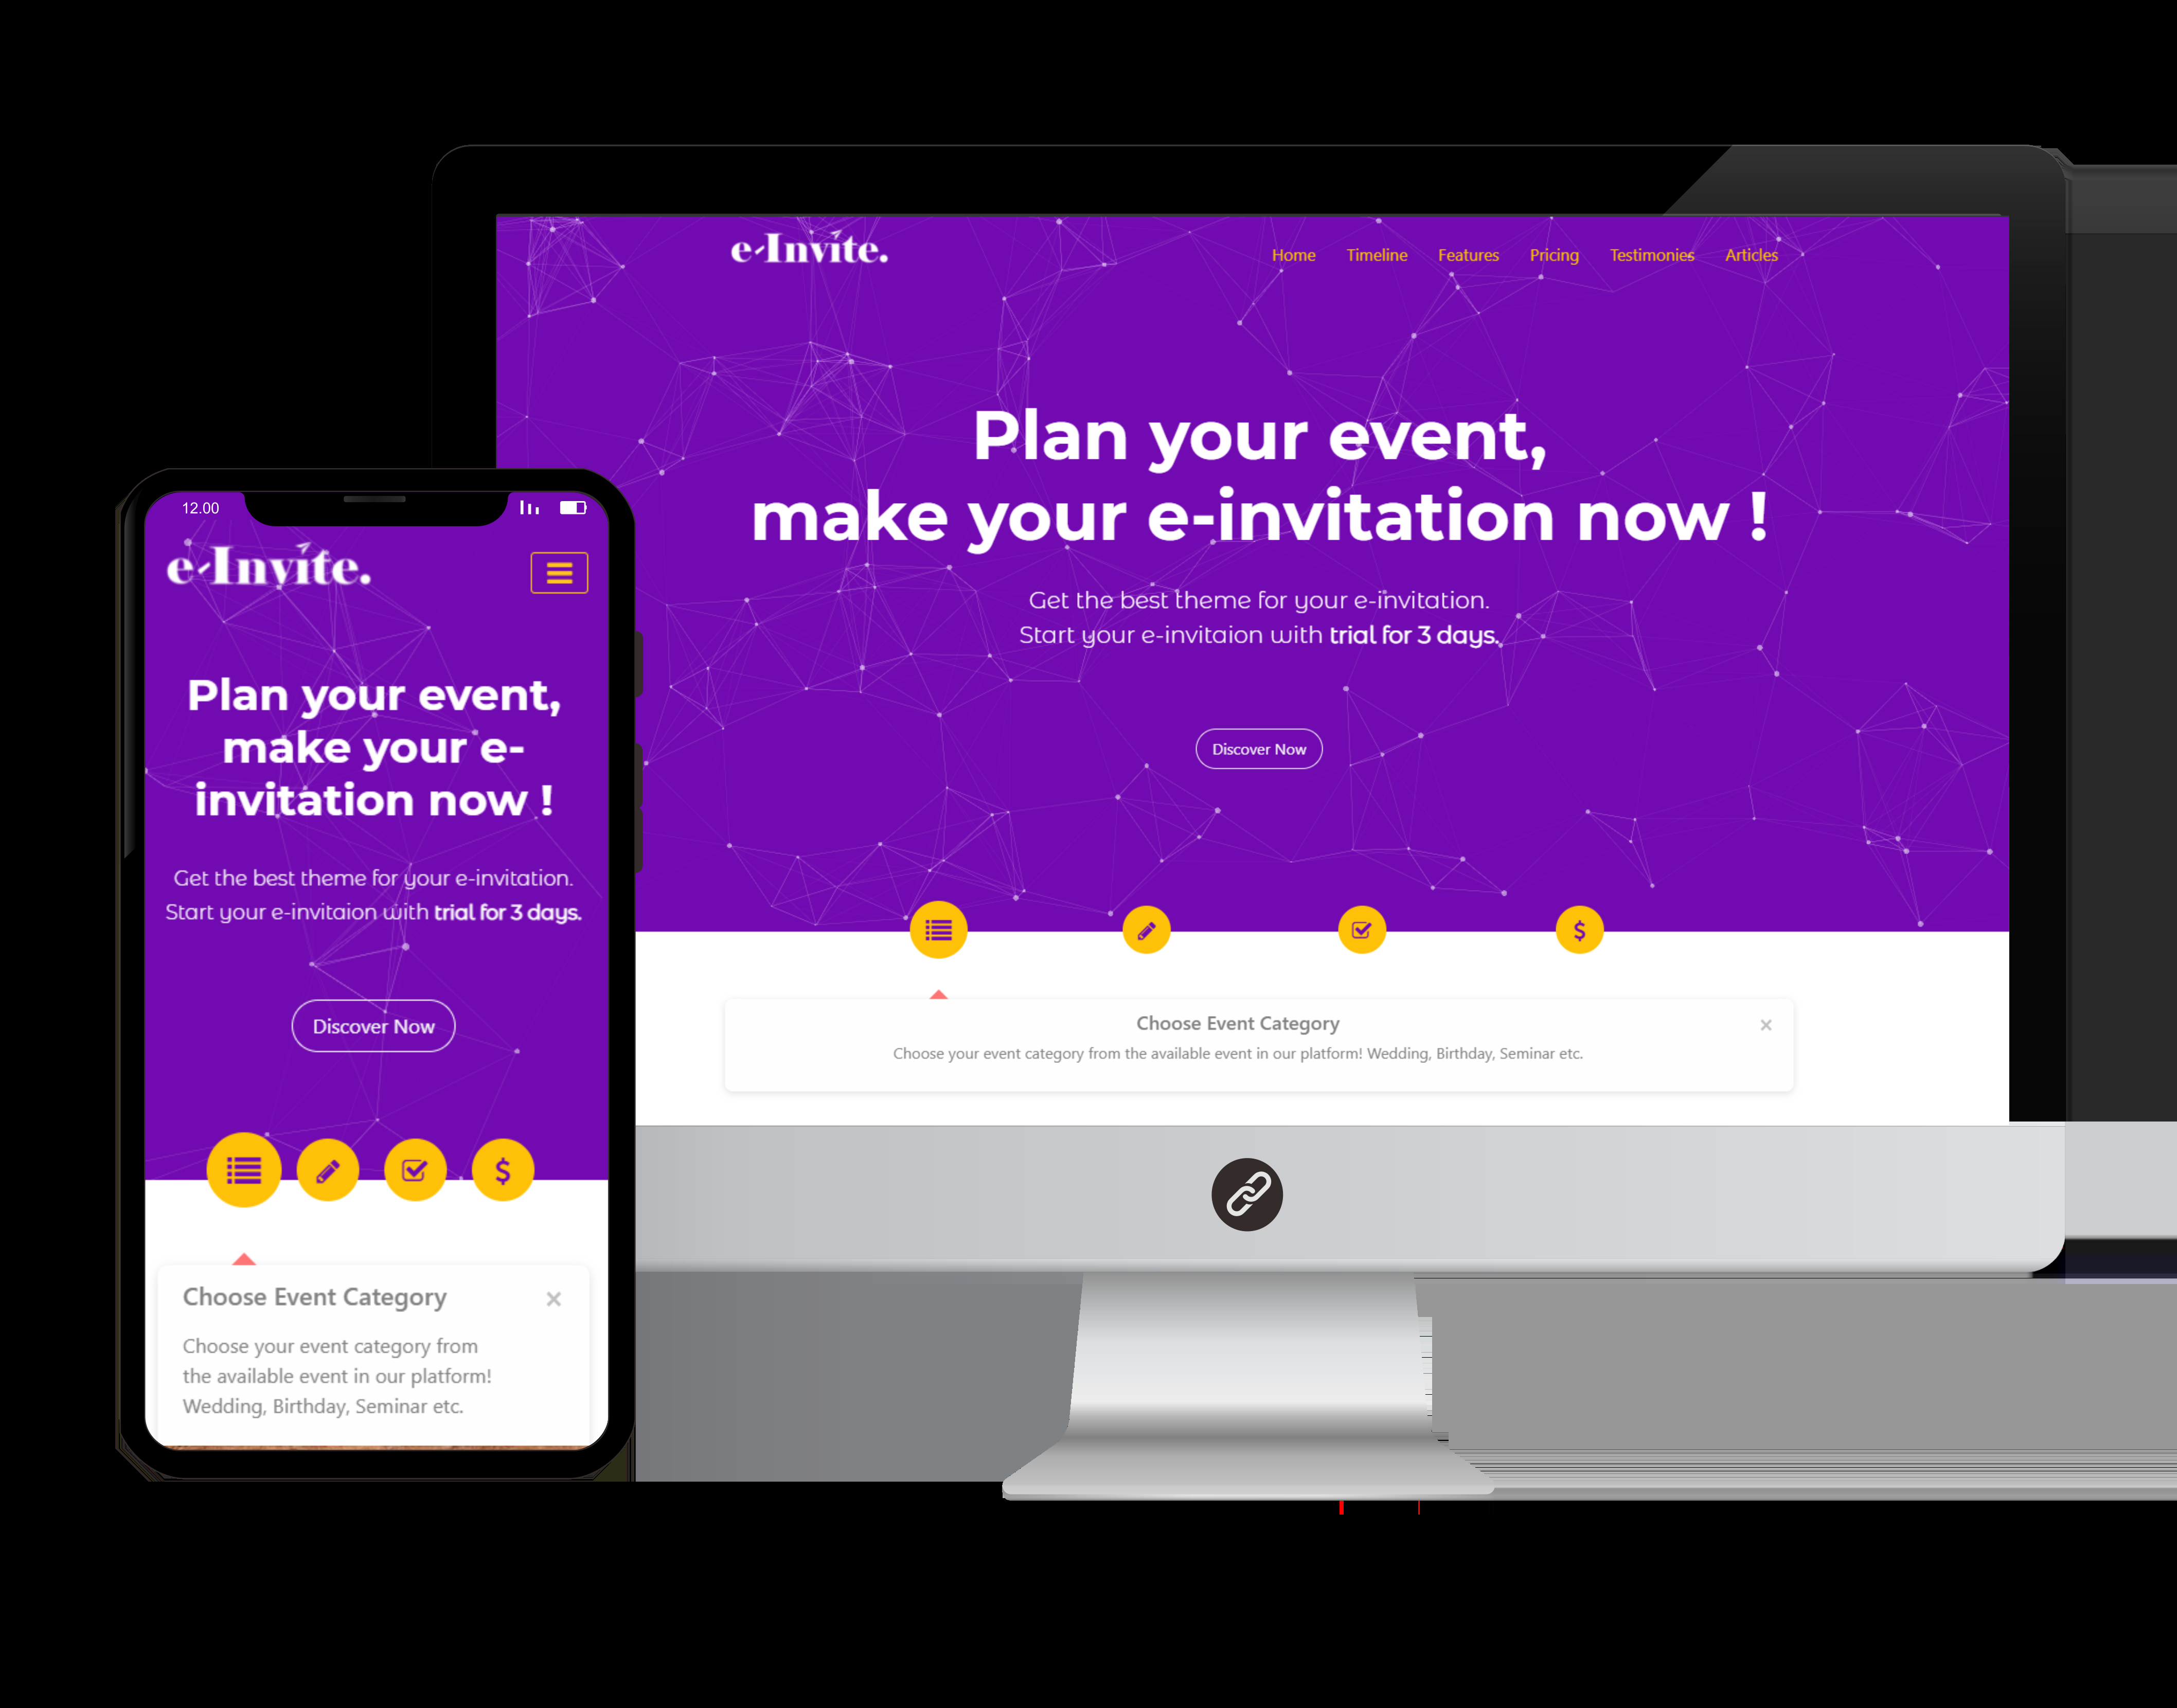 e-Invite.
Home Timeline Features Pricing Testimonies Articles
Plan your event,
make your e-invitation now !
Get the best theme for your e-invitation.
Start your e-invitaion with trial for 3 days.
Discover Now
$
Choose Event Category
×
Choose your event category from the available event in our platform! Wedding, Birthday, Seminar etc.
12.00
e-Invite.
Plan your event,
make your e-
invitation now !
Get the best theme for your e-invitation.
Start your e-invitaion with trial for 3 days.
Discover Now
$
Choose Event Category
×
Choose your event category from
the available event in our platform!
Wedding, Birthday, Seminar etc.